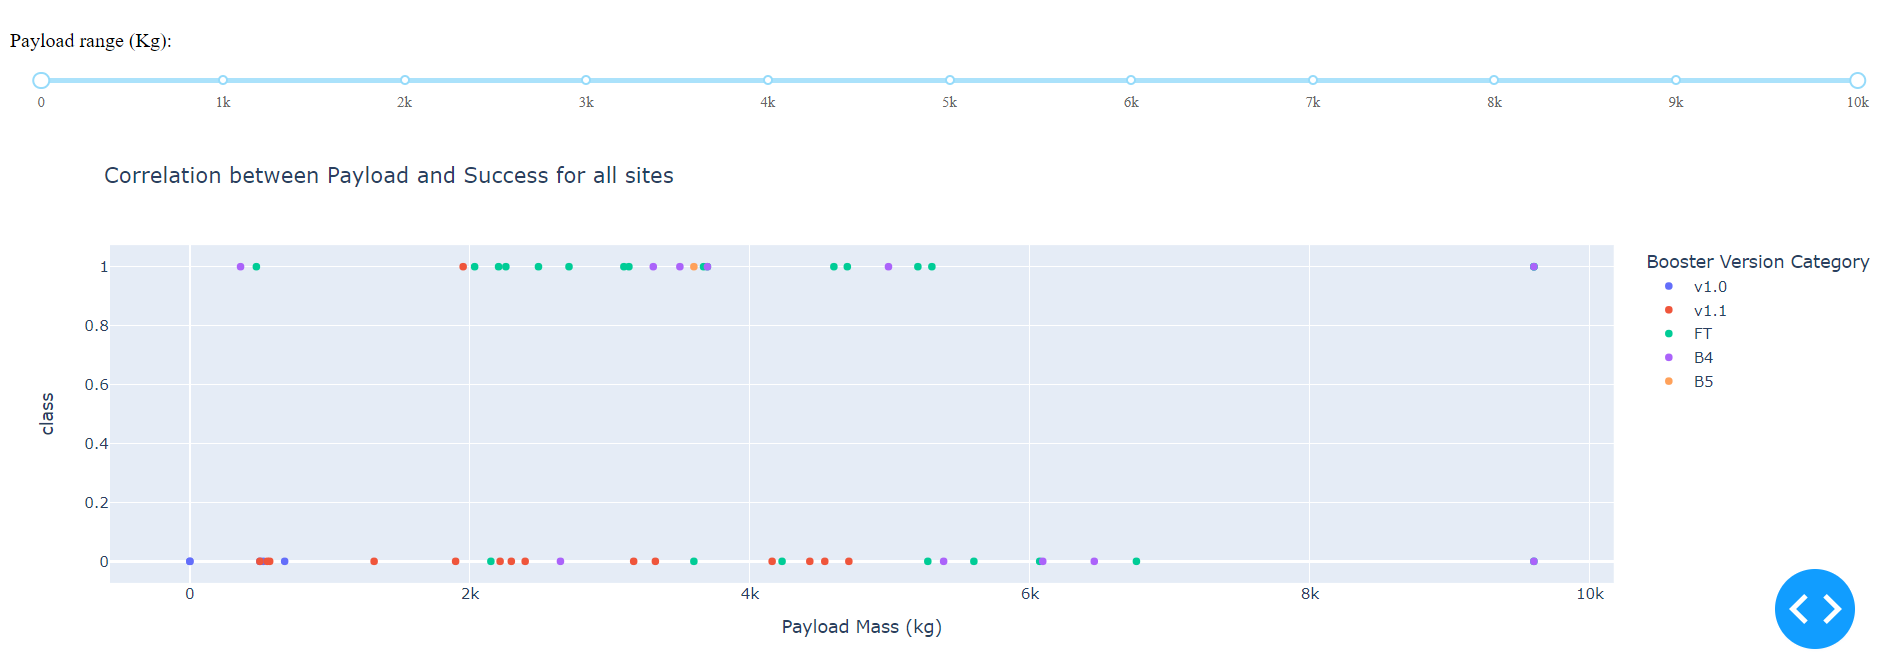 Payload range (Kg):
0 1k 2k 3k 4k 5k 6k 7k 8k 9k 10k
Correlation between Payload and Success for all sites
1
0.8
0.6
0.4
0.2
0
class
0 2k 4k 6k 8k 10k
Payload Mass (kg)
Booster Version Category
v1.0
v1.1
FT
B4
B5